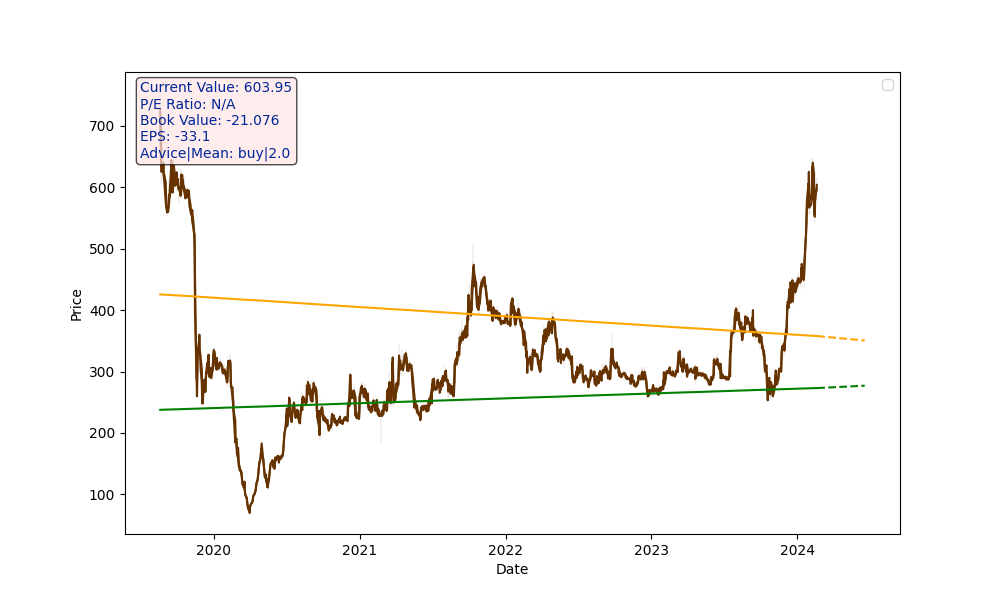 Current Value: 603.95
P/E Ratio: N/A
Book Value: -21.076
EPS: -33.1
Advice|Mean: buy|2.0
700
600
500
400
300
200
100
Price
2020 2021 2022 2023 2024
Date